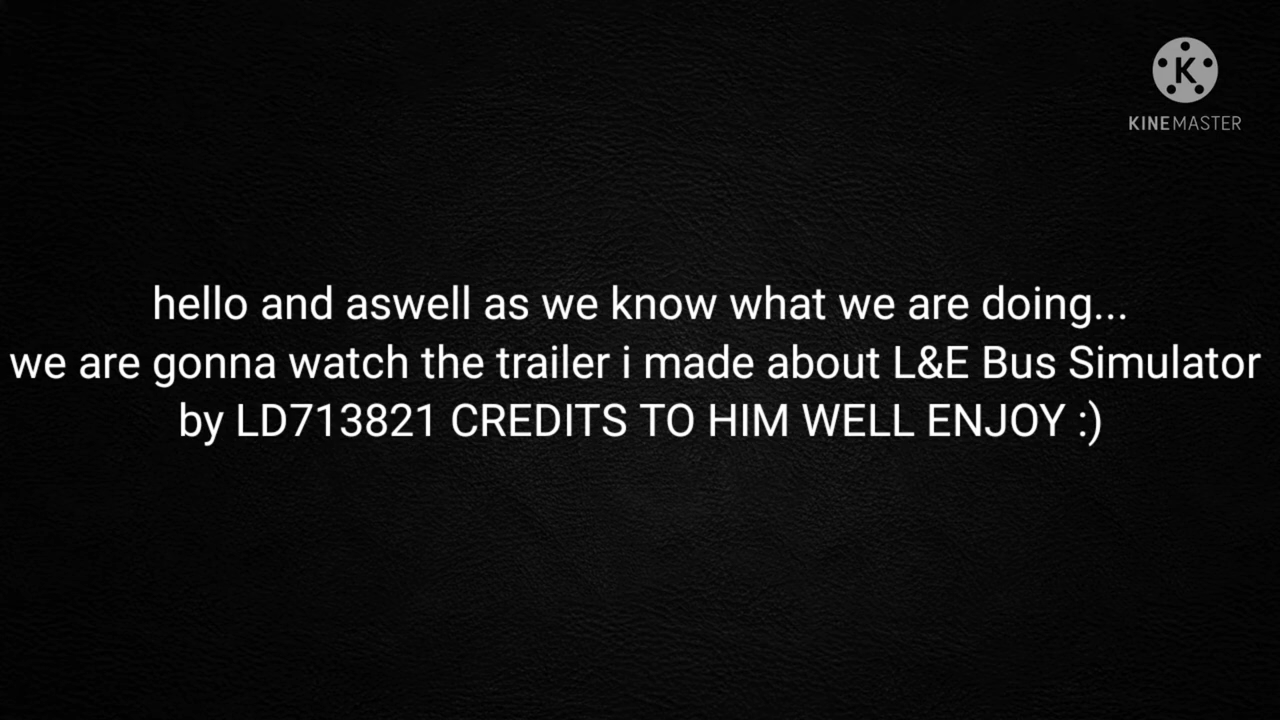 K
KINEMASTER
hello and aswell as we know what we are doing...
we are gonna watch the trailer i made about L&E Bus Simulator
by LD713821 CREDITS TO HIM WELL ENJOY :)